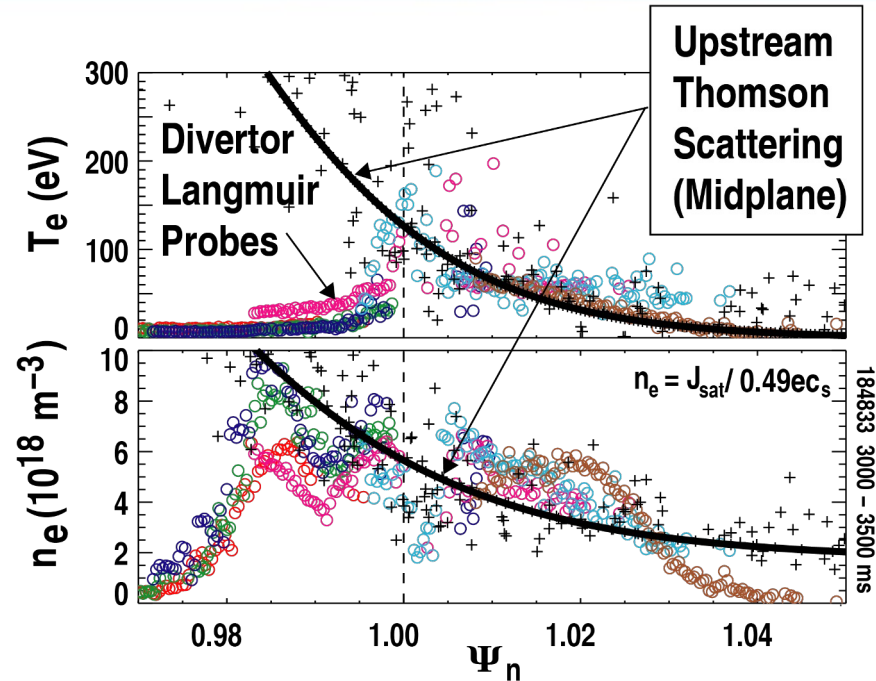 Upstream
Thomson
Scattering
(Midplane)
Divertor
Langmuir
Probes
T_e (eV)
300
200
100
0
n_e (10^18 m^−3)
10
8
6
4
2
0
n_e = J_sat / 0.49ec_s
184833 3000 − 3500 ms
0.98 1.00 1.02 1.04
Ψ_n